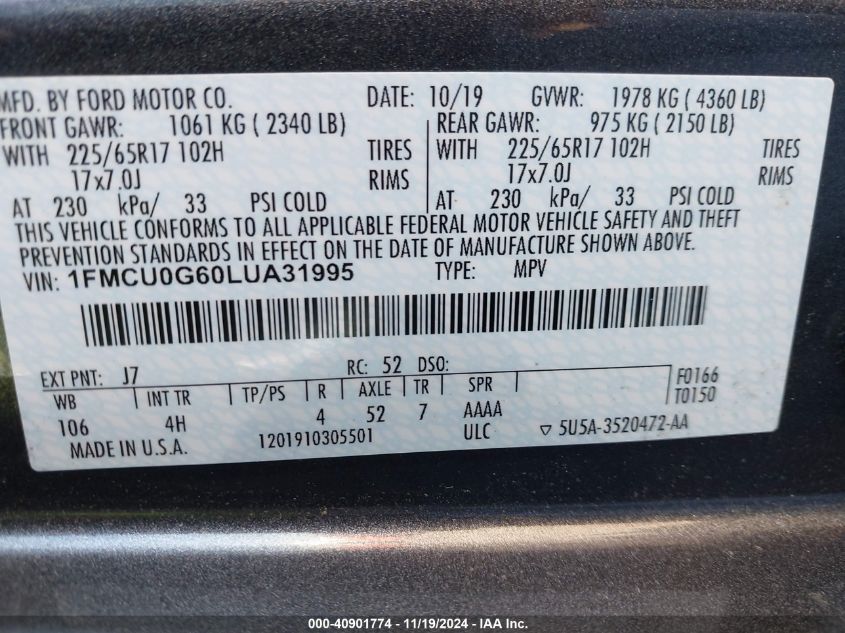 MFD. BY FORD MOTOR CO. DATE: 10/19 GVWR: 1978 KG ( 4360 LB)
FRONT GAWR: 1061 KG ( 2340 LB) REAR GAWR: 975 KG ( 2150 LB)
WITH 225/65R17 102H TIRES WITH 225/65R17 102H TIRES
17x7.0J RIMS 17x7.0J RIMS
AT 230 kPa/ 33 PSI COLD AT 230 kPa/ 33 PSI COLD
THIS VEHICLE CONFORMS TO ALL APPLICABLE FEDERAL MOTOR VEHICLE SAFETY AND THEFT
PREVENTION STANDARDS IN EFFECT ON THE DATE OF MANUFACTURE SHOWN ABOVE.
VIN: 1FMCU0G60LUA31995 TYPE: MPV
EXT PNT: J7 RC: 52 DSO:
WB INT TR TP/PS R AXLE TR SPR F0166
T0150
106 4H 4 52 7 AAAA
MADE IN U.S.A. 1201910305501 ULC ▽ 5U5A-3520472-AA
000-40901774 - 11/19/2024 - IAA Inc.